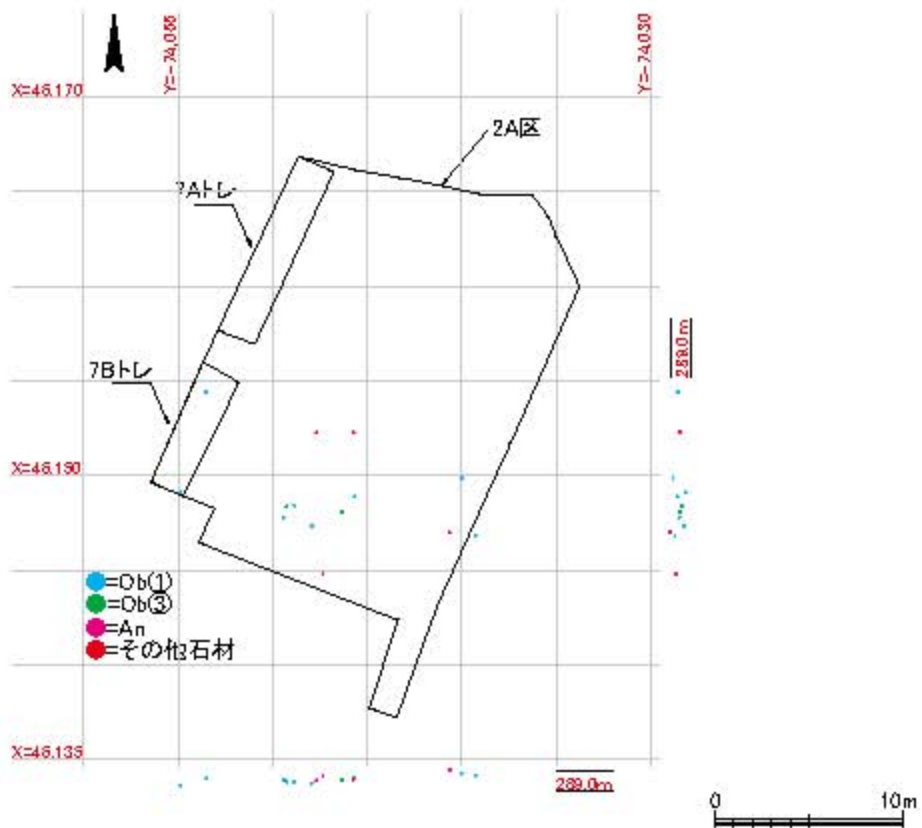 Y=-74,055
Y=-74,030
X=46,170
2A区
7Aトレ
289.0m
7Bトレ
X=46,190
●=Ob①
●=Ob③
●=An
●=その他石材
X=46,135
289.0m
0
10m